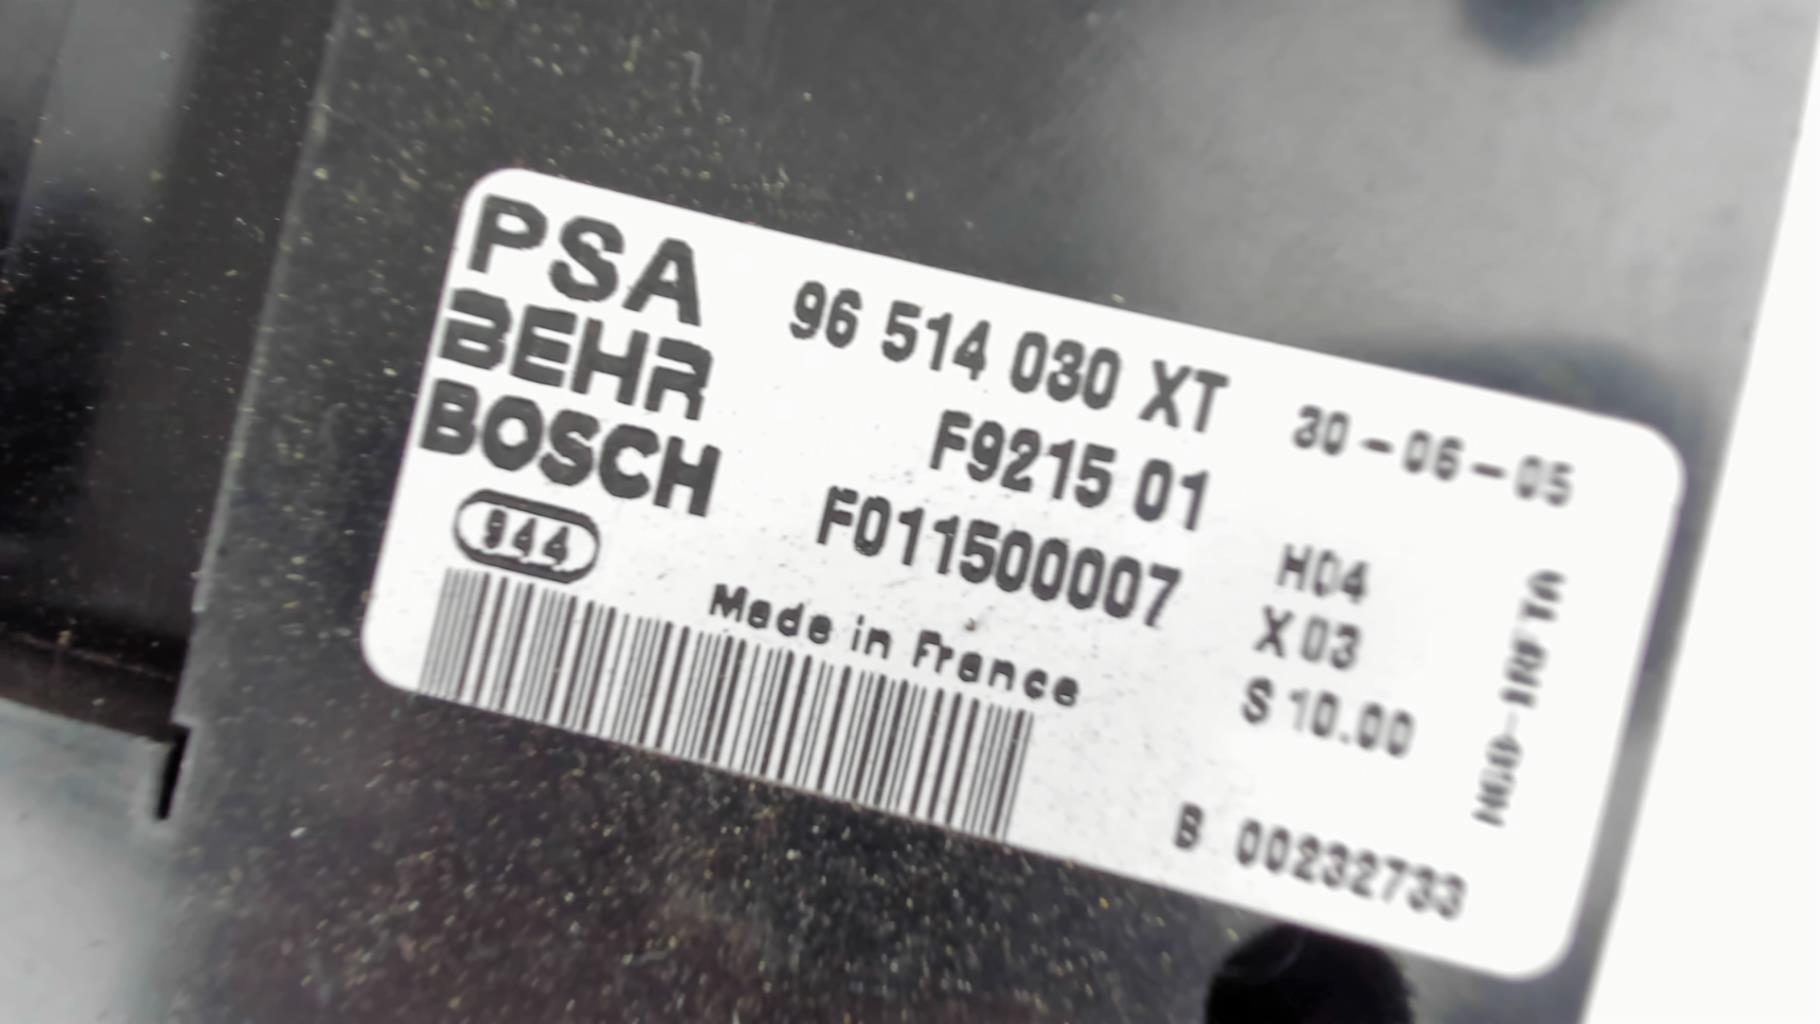 PSA 96 514 030 XT 30-06-05
BEHR F9215 01
BOSCH F011500007
944
Made in France
H04
X03
S 10.00
B 00232733